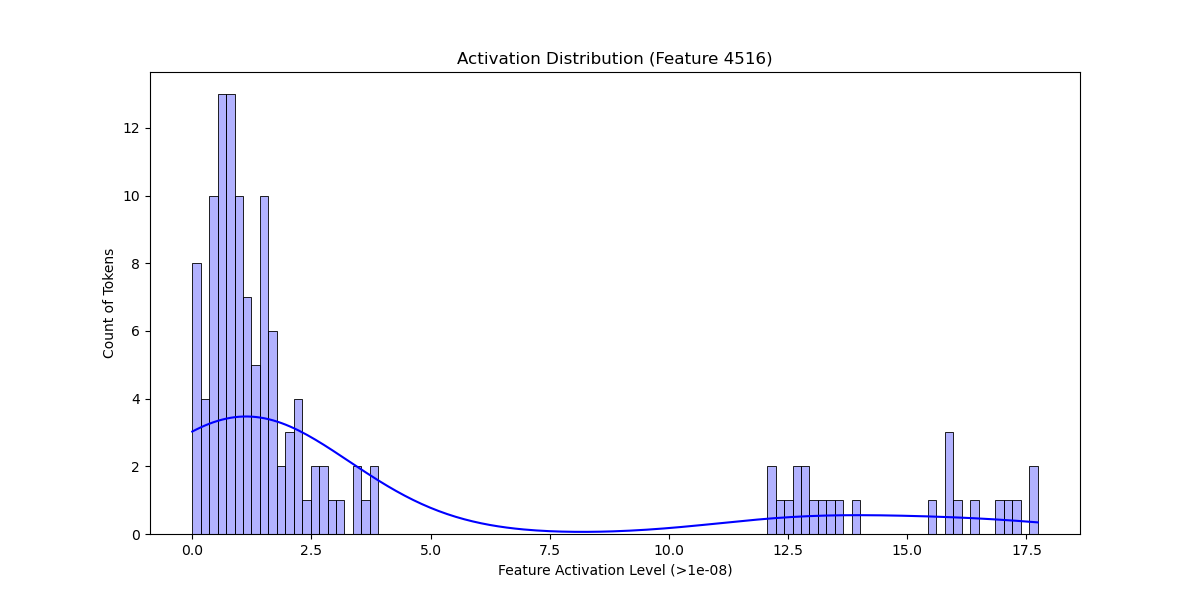 Activation Distribution (Feature 4516)
12
10
8
6
4
2
0
Count of Tokens
0.0 2.5 5.0 7.5 10.0 12.5 15.0 17.5
Feature Activation Level (>1e-08)